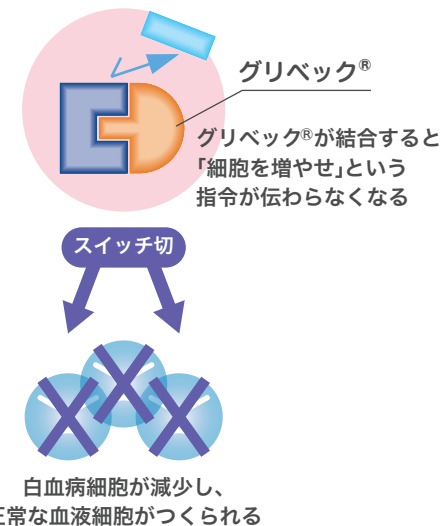 グリベック®
グリベック®が結合すると
「細胞を増やせ」という
指令が伝わらなくなる
スイッチ切
白血病細胞が減少し、
正常な血液細胞がつくられる